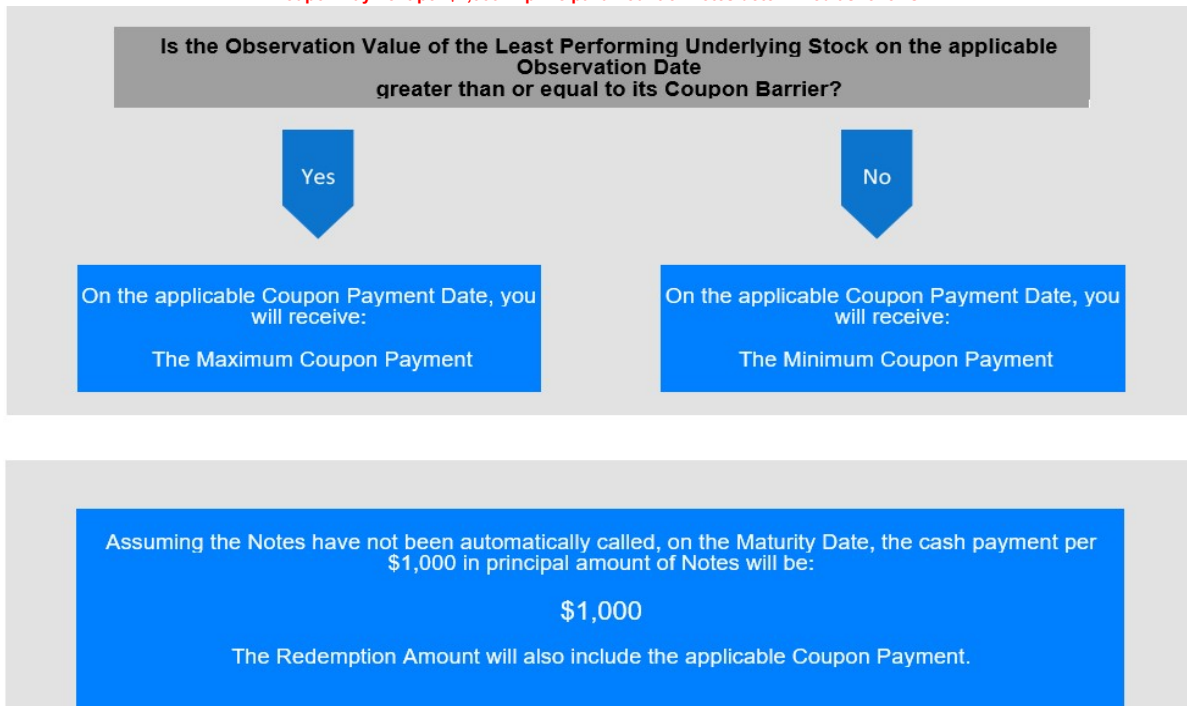 Is the Observation Value of the Least Performing Underlying Stock on the applicable
Observation Date
greater than or equal to its Coupon Barrier?
Yes
No
On the applicable Coupon Payment Date, you
will receive:
The Maximum Coupon Payment
On the applicable Coupon Payment Date, you
will receive:
The Minimum Coupon Payment
Assuming the Notes have not been automatically called, on the Maturity Date, the cash payment per
$1,000 in principal amount of Notes will be:
$1,000
The Redemption Amount will also include the applicable Coupon Payment.